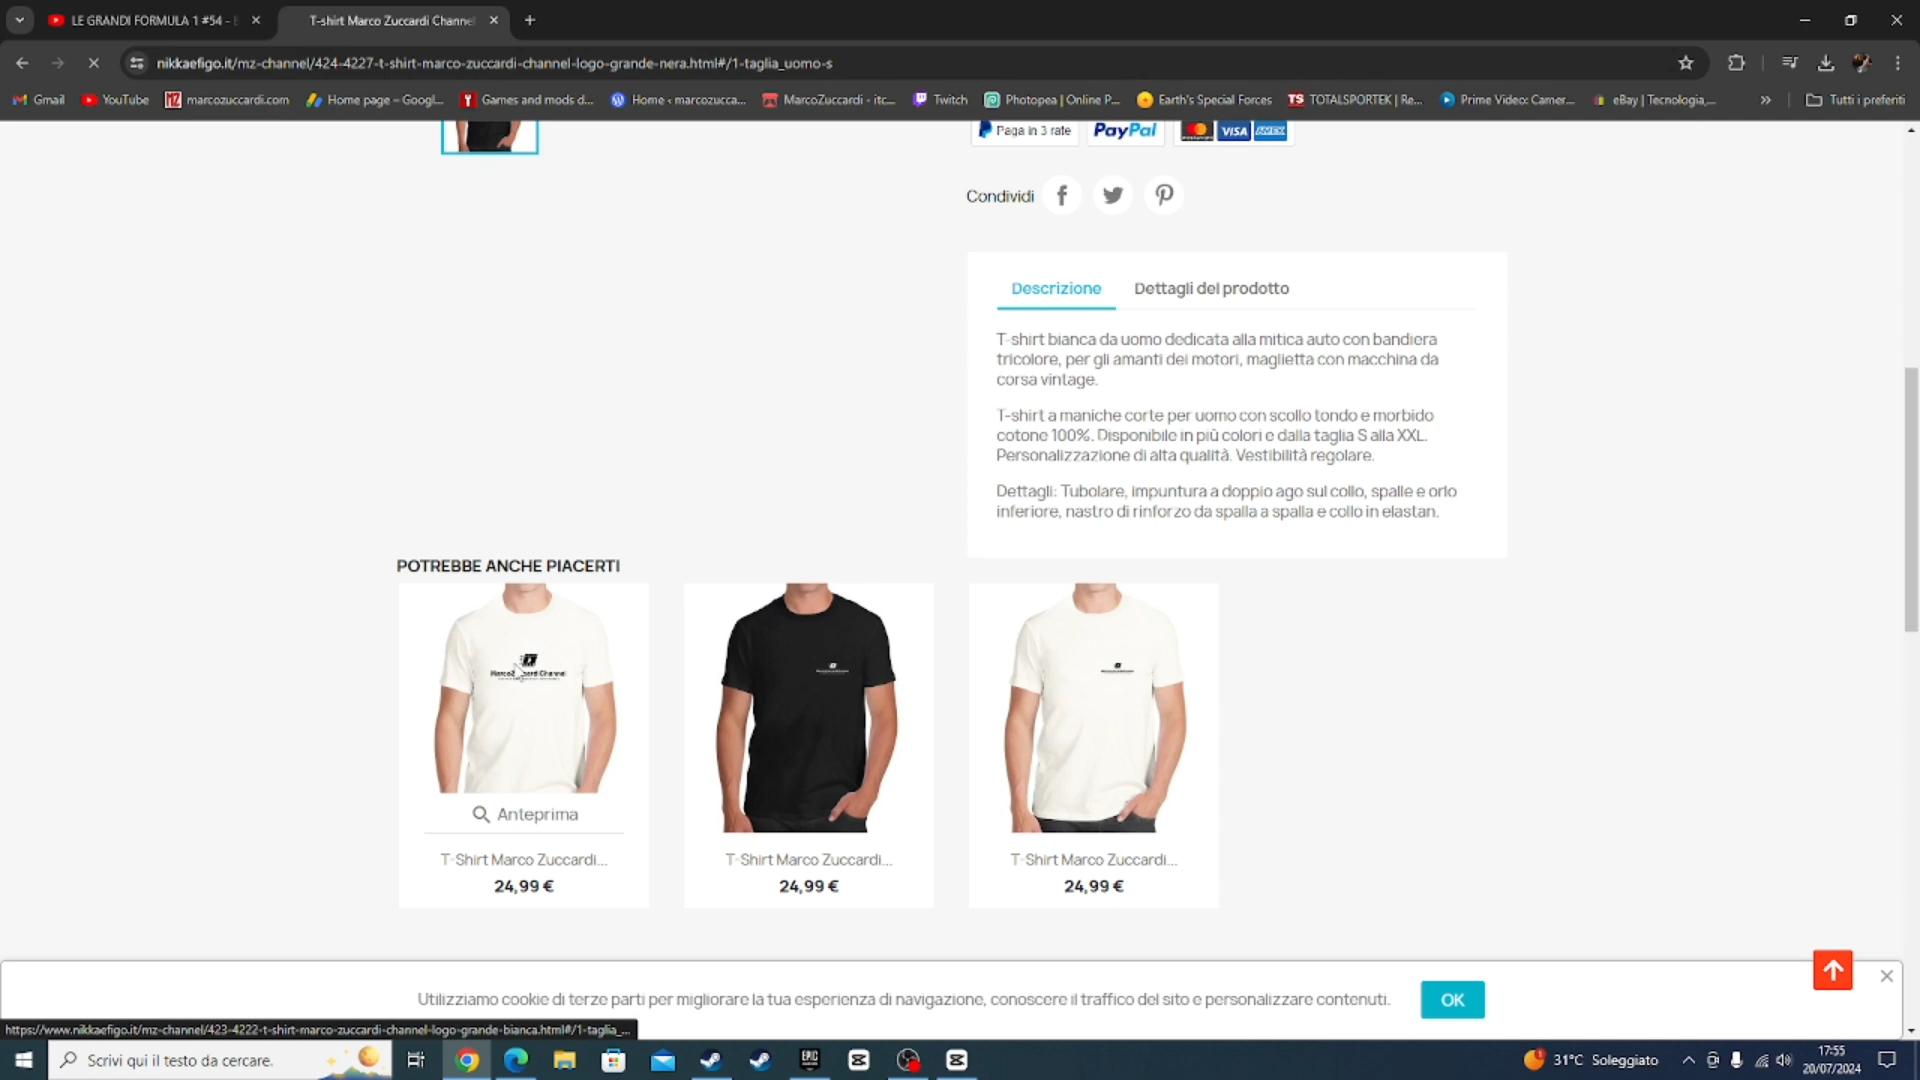 LE GRANDI FORMULA 1 #54 -
T-shirt Marco Zuccardi Channel
nikkaefigo.it/mz-channel/424-4227-t-shirt-marco-zuccardi-channel-logo-grande-nera.html#/1-taglia_uomo-s
Gmail
YouTube
marcozuccardi.com
Home page – Googl...
Games and mods d...
Home ‹ marcozucca...
MarcoZuccardi - itc...
Twitch
Photopea | Online P...
Earth's Special Forces
TS TOTALSPORTEK | Re...
Prime Video: Camer...
eBay | Tecnologia,...
»
Tutti i preferiti
Paga in 3 rate
PayPal
VISA
AMEX
Condividi
Descrizione
Dettagli del prodotto
T-shirt bianca da uomo dedicata alla mitica auto con bandiera
tricolore, per gli amanti dei motori, maglietta con macchina da
corsa vintage.
T-shirt a maniche corte per uomo con scollo tondo e morbido
cotone 100%. Disponibile in più colori e dalla taglia S alla XXL.
Personalizzazione di alta qualità. Vestibilità regolare.
Dettagli: Tubolare, impuntura a doppio ago sul collo, spalle e orlo
inferiore, nastro di rinforzo da spalla a spalla e collo in elastan.
POTREBBE ANCHE PIACERTI
Anteprima
T-Shirt Marco Zuccardi...
24,99 €
T-Shirt Marco Zuccardi...
24,99 €
T-Shirt Marco Zuccardi...
24,99 €
Utilizziamo cookie di terze parti per migliorare la tua esperienza di navigazione, conoscere il traffico del sito e personalizzare contenuti.
OK
https://www.nikkaefigo.it/mz-channel/423-4222-t-shirt-marco-zuccardi-channel-logo-grande-bianca.html#/1-taglia_...
Scrivi qui il testo da cercare.
EPIC
31°C Soleggiato
17:55
20/07/2024